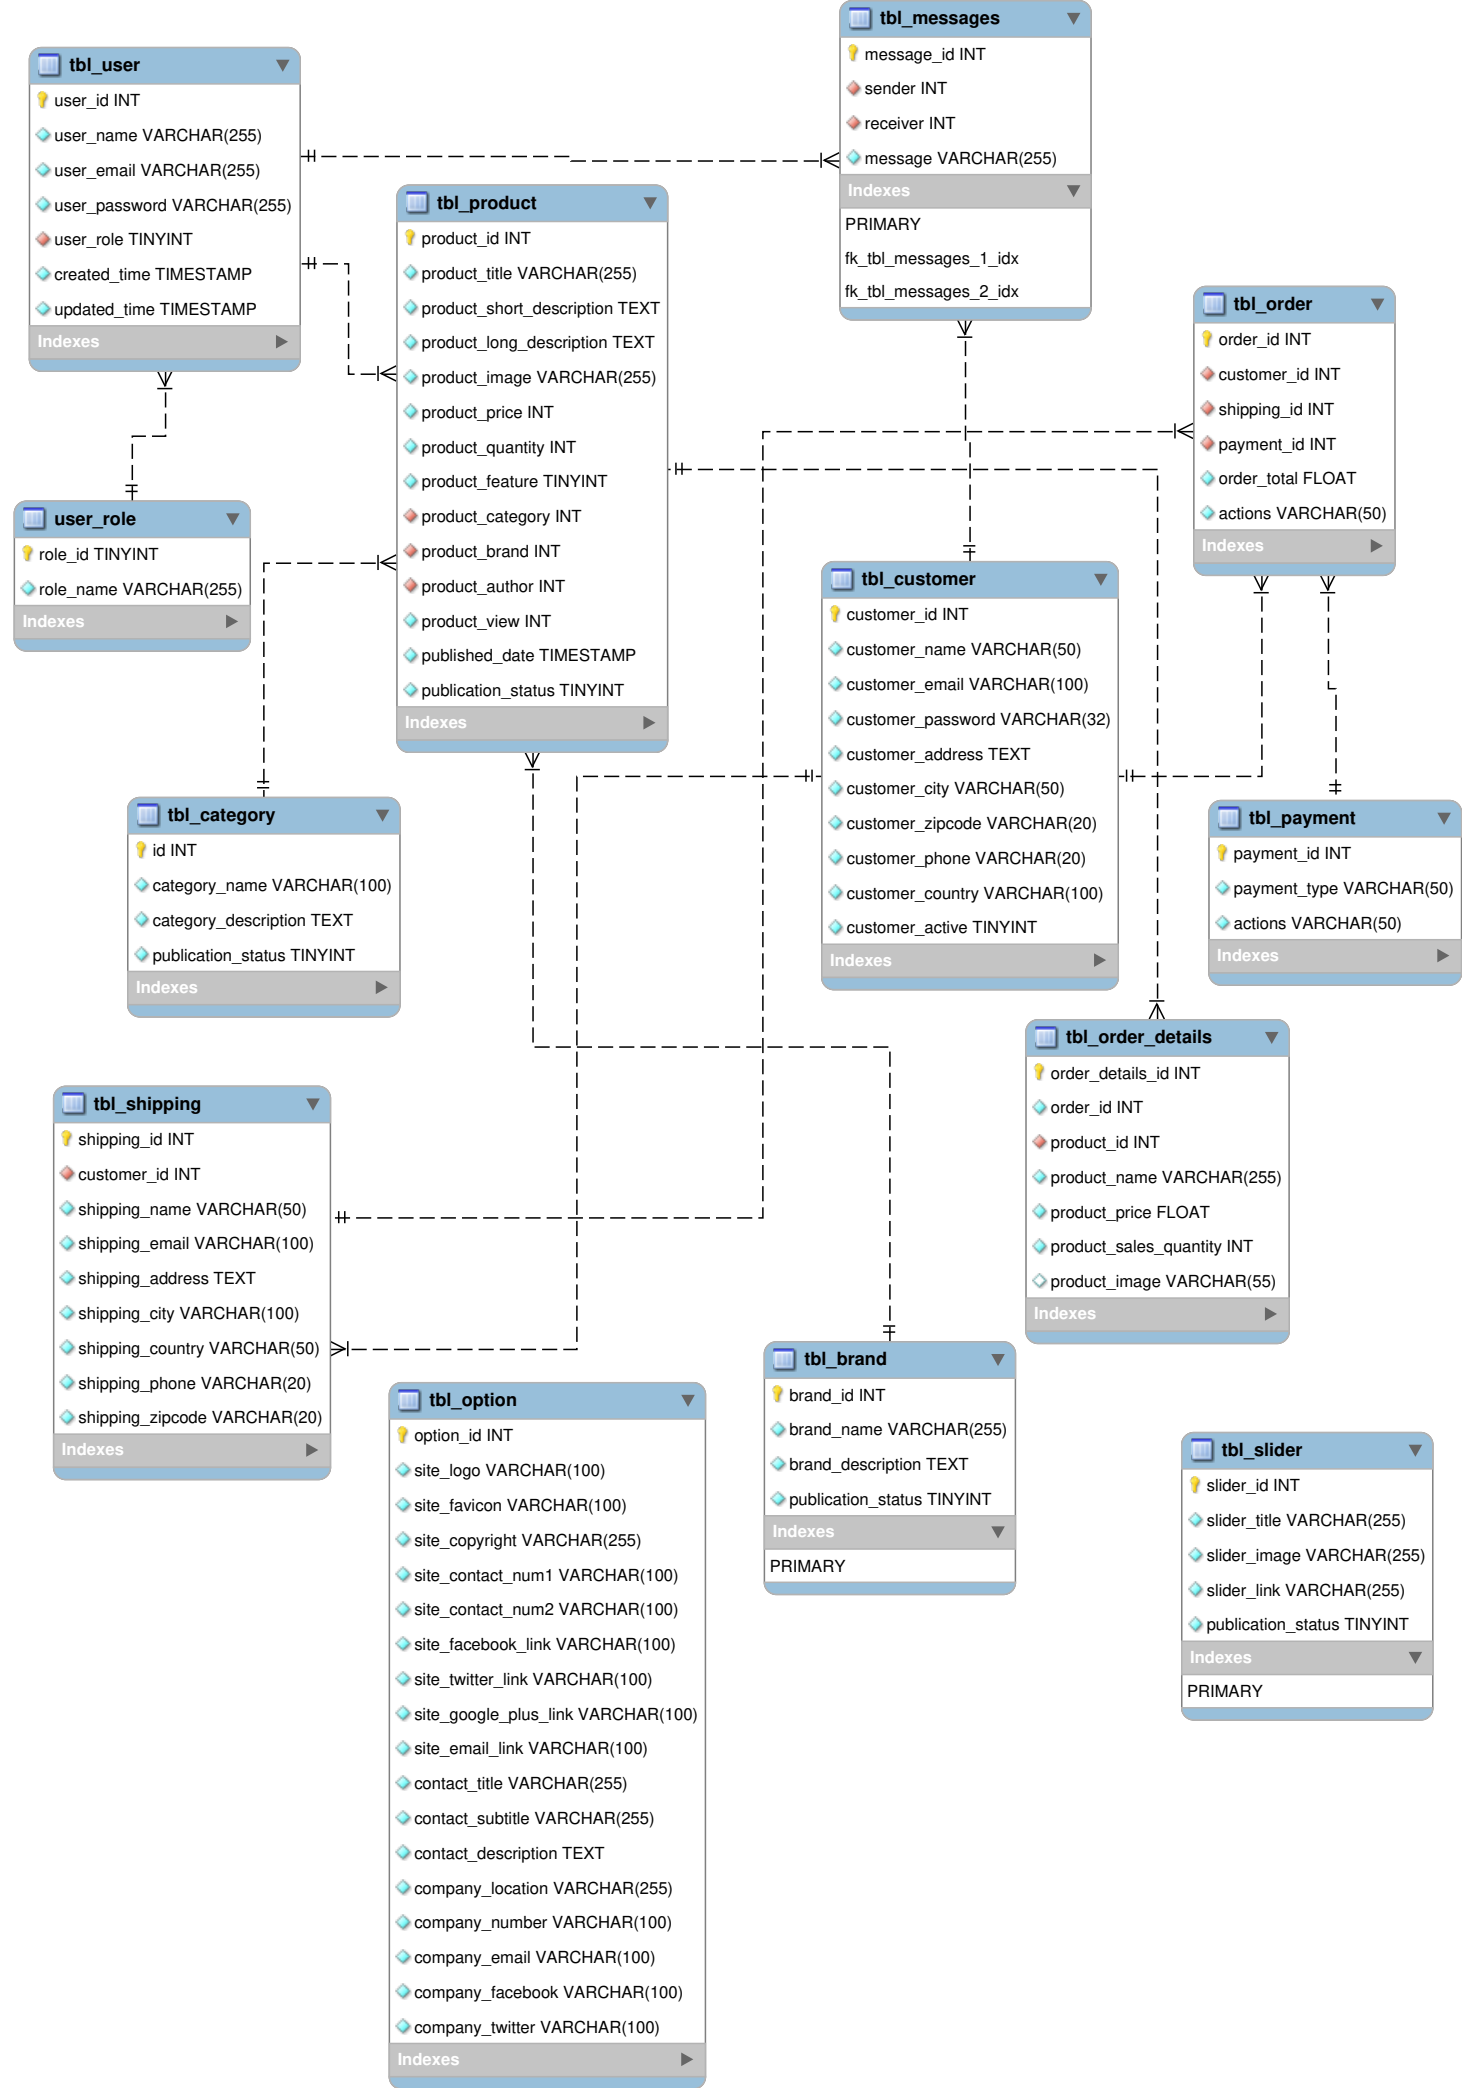 tbl_user
user_id INT
user_name VARCHAR(255)
user_email VARCHAR(255)
user_password VARCHAR(255)
user_role TINYINT
created_time TIMESTAMP
updated_time TIMESTAMP
Indexes
tbl_messages
message_id INT
sender INT
receiver INT
message VARCHAR(255)
Indexes
PRIMARY
fk_tbl_messages_1_idx
fk_tbl_messages_2_idx
tbl_product
product_id INT
product_title VARCHAR(255)
product_short_description TEXT
product_long_description TEXT
product_image VARCHAR(255)
product_price INT
product_quantity INT
product_feature TINYINT
product_category INT
product_brand INT
product_author INT
product_view INT
published_date TIMESTAMP
publication_status TINYINT
Indexes
tbl_order
order_id INT
customer_id INT
shipping_id INT
payment_id INT
order_total FLOAT
actions VARCHAR(50)
Indexes
user_role
role_id TINYINT
role_name VARCHAR(255)
Indexes
tbl_customer
customer_id INT
customer_name VARCHAR(50)
customer_email VARCHAR(100)
customer_password VARCHAR(32)
customer_address TEXT
customer_city VARCHAR(50)
customer_zipcode VARCHAR(20)
customer_phone VARCHAR(20)
customer_country VARCHAR(100)
customer_active TINYINT
Indexes
tbl_category
id INT
category_name VARCHAR(100)
category_description TEXT
publication_status TINYINT
Indexes
tbl_payment
payment_id INT
payment_type VARCHAR(50)
actions VARCHAR(50)
Indexes
tbl_order_details
order_details_id INT
order_id INT
product_id INT
product_name VARCHAR(255)
product_price FLOAT
product_sales_quantity INT
product_image VARCHAR(55)
Indexes
tbl_shipping
shipping_id INT
customer_id INT
shipping_name VARCHAR(50)
shipping_email VARCHAR(100)
shipping_address TEXT
shipping_city VARCHAR(100)
shipping_country VARCHAR(50)
shipping_phone VARCHAR(20)
shipping_zipcode VARCHAR(20)
Indexes
tbl_brand
brand_id INT
brand_name VARCHAR(255)
brand_description TEXT
publication_status TINYINT
Indexes
PRIMARY
tbl_option
option_id INT
site_logo VARCHAR(100)
site_favicon VARCHAR(100)
site_copyright VARCHAR(255)
site_contact_num1 VARCHAR(100)
site_contact_num2 VARCHAR(100)
site_facebook_link VARCHAR(100)
site_twitter_link VARCHAR(100)
site_google_plus_link VARCHAR(100)
site_email_link VARCHAR(100)
contact_title VARCHAR(255)
contact_subtitle VARCHAR(255)
contact_description TEXT
company_location VARCHAR(255)
company_number VARCHAR(100)
company_email VARCHAR(100)
company_facebook VARCHAR(100)
company_twitter VARCHAR(100)
Indexes
tbl_slider
slider_id INT
slider_title VARCHAR(255)
slider_image VARCHAR(255)
slider_link VARCHAR(255)
publication_status TINYINT
Indexes
PRIMARY